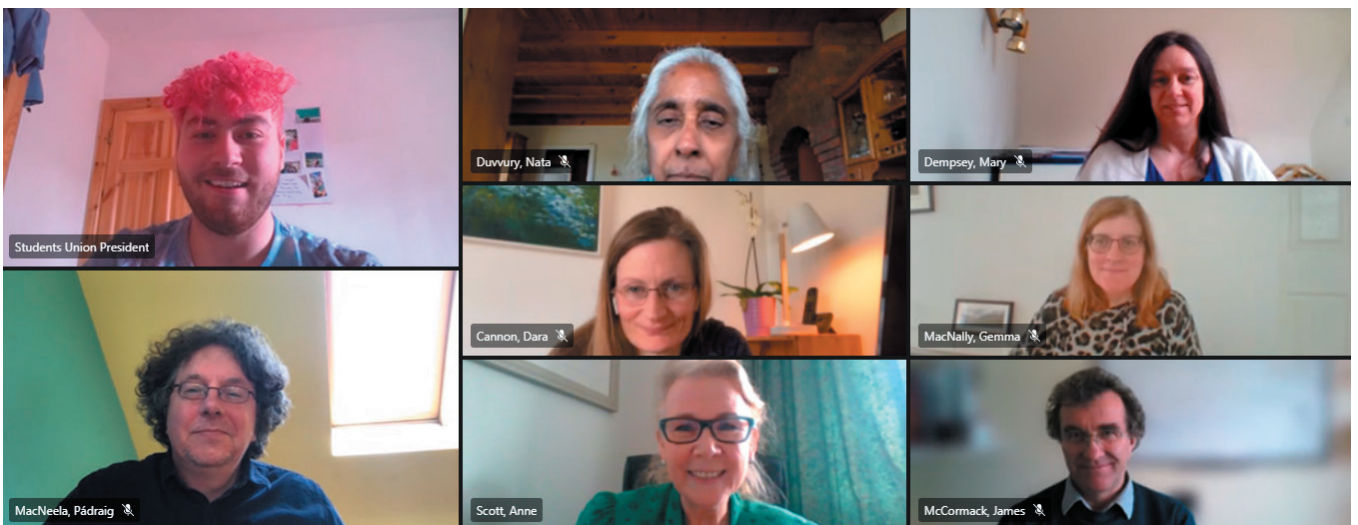 Students Union President
Duvvury, Nata
Dempsey, Mary
Cannon, Dara
MacNally, Gemma
MacNeela, Pádraig
Scott, Anne
McCormack, James